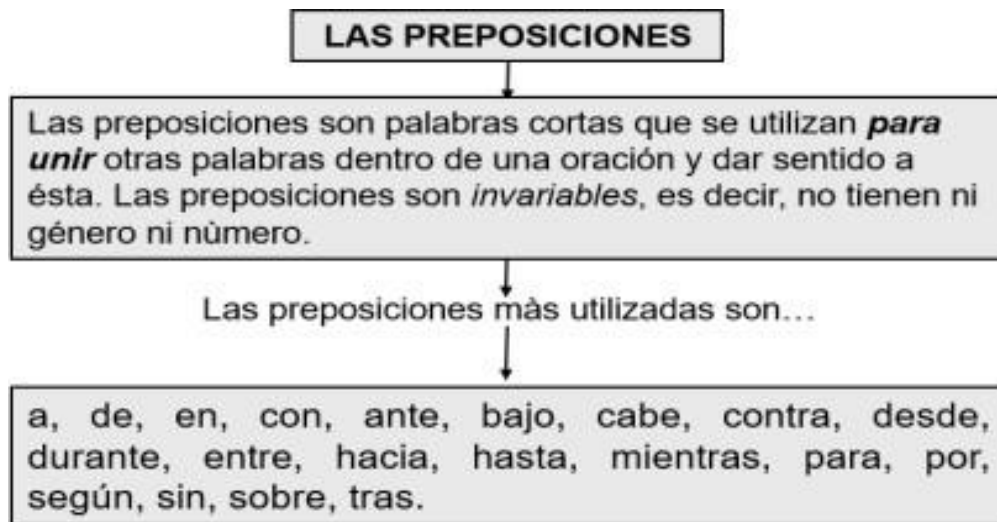 LAS PREPOSICIONES
Las preposiciones son palabras cortas que se utilizan para
unir otras palabras dentro de una oración y dar sentido a
ésta. Las preposiciones son invariables, es decir, no tienen ni
género ni nùmero.
Las preposiciones màs utilizadas son…
a, de, en, con, ante, bajo, cabe, contra, desde,
durante, entre, hacia, hasta, mientras, para, por,
según, sin, sobre, tras.